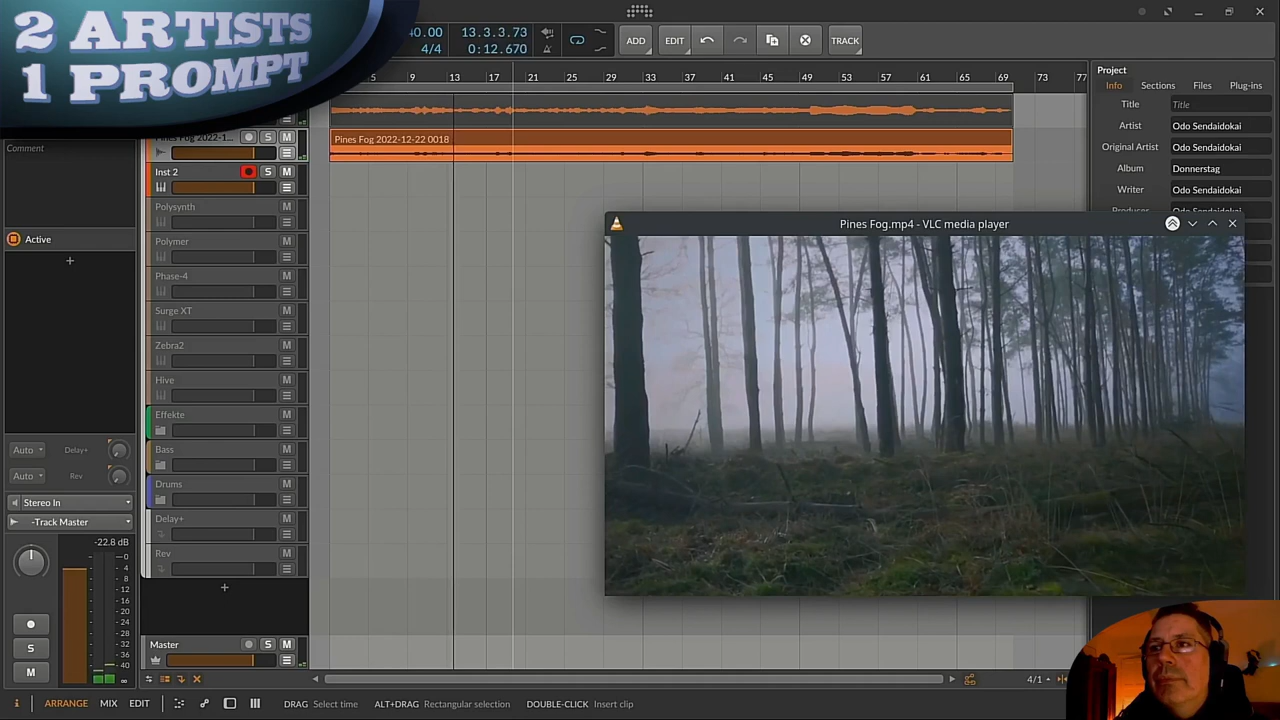 2 ARTISTS
1 PROMPT
40.00
4/4
13.3.3.73
0:12.670
ADD
EDIT
TRACK
5 9 13 17 21 25 29 33 37 41 45 49 53 57 61 65 69 73 77
Project
Info Sections Files Plug-ins
Title Title
Artist Odo Sendaidokai
Original Artist Odo Sendaidokai
Album Donnerstag
Writer Odo Sendaidokai
Producer Odo Sendaidokai
Comment
Active
+
Auto Delay+
Auto Rev
Stereo In
-Track Master
-22.8 dB
0
4
8
12
16
20
24
28
32
36
40
∞
S
M
Pines Fog 2022-1... S M
Pines Fog 2022-12-22 0018
Inst 2 S M
Polysynth M
Polymer M
Phase-4 M
Surge XT M
Zebra2 M
Hive M
Effekte M
Bass M
Drums M
Delay+ M
Rev M
+
Master S M
Pines Fog.mp4 - VLC media player
4/1
i ARRANGE MIX EDIT
DRAG Select time ALT+DRAG Rectangular selection DOUBLE-CLICK Insert clip